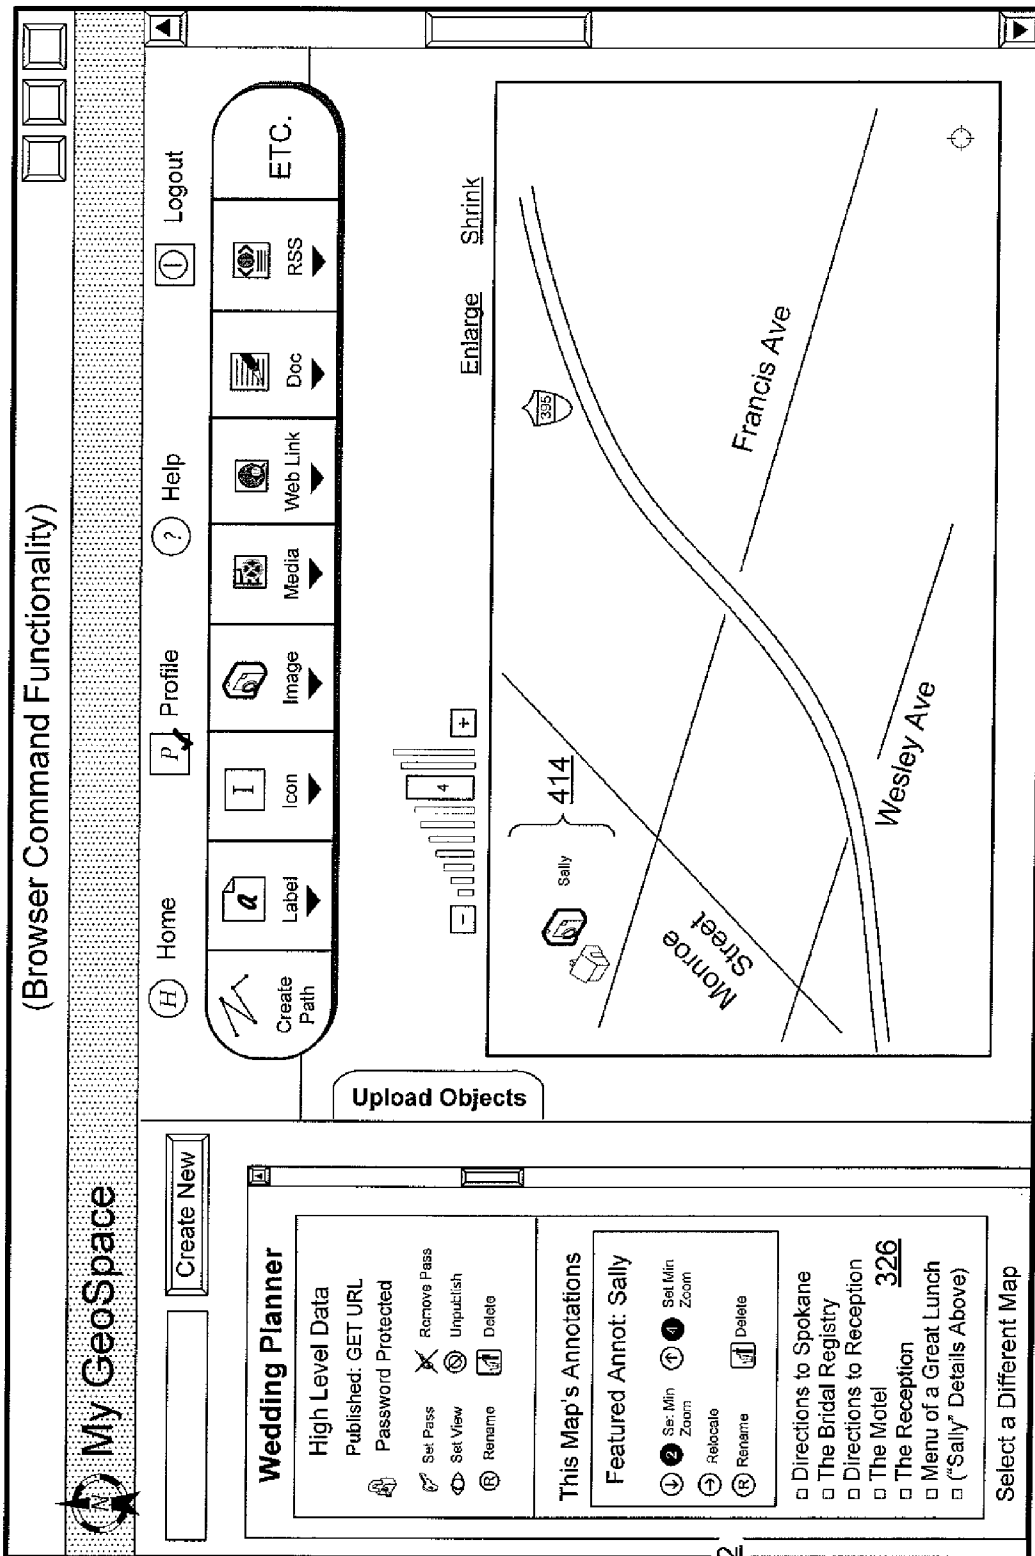 (Browser Command Functionality)
N My GeoSpace
Create New
H Home
P Profile
? Help
Logout
Create Path
a Label
I Icon
Image
Media
Web Link
Doc
RSS
ETC.
Upload Objects
Wedding Planner
High Level Data
Published: GET URL
Password Protected
Set Pass
Remove Pass
Set View
Unpublish
R Rename
Delete
This Map's Annotations
Featured Annot: Sally
2 Set Min Zoom
4 Set Min Zoom
Relocate
R Rename
Delete
Directions to Spokane
The Bridal Registry
Directions to Reception
The Motel
The Reception
326
Menu of a Great Lunch
("Sally" Details Above)
Select a Different Map
- 4 +
Enlarge
Shrink
395
Sally
414
Monroe
Street
Francis Ave
Wesley Ave